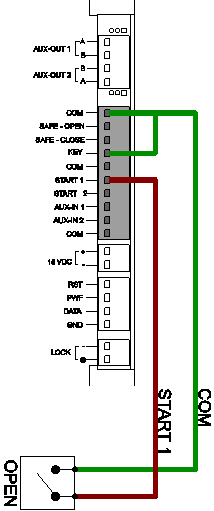 A
AUX-OUT 1
B
B
AUX-OUT 2
A
COM
SAFE - OPEN
SAFE - CLOSE
KEY
COM
START 1
START 2
AUX-IN 1
AUX-IN 2
COM
+
15 VDC
-
RST
PWF
DATA
GND
LOCK
START 1
COM
OPEN